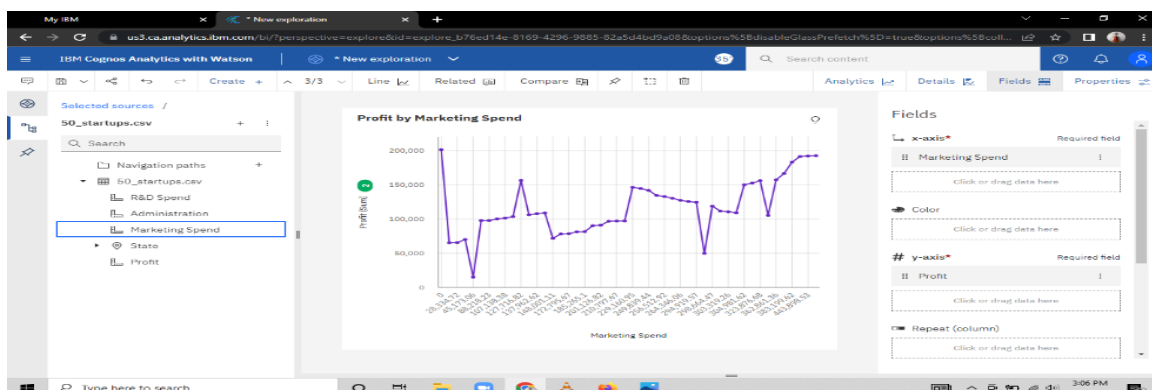 My IBM
* New exploration
us3.ca.analytics.ibm.com/bi/?perspective=explore&id=explore_b76ed14e-8169-4296-9885-82a5d4bd9a08&options%5BdisableGlassPrefetch%5D=true&options%5Bcoll...
IBM Cognos Analytics with Watson
* New exploration
Search content
Create +
3/3
Line
Related
Compare
Analytics
Details
Fields
Properties
Selected sources /
50_startups.csv
Search
Navigation paths
50_startups.csv
R&D Spend
Administration
Marketing Spend
State
Profit
Profit by Marketing Spend
200,000
150,000
100,000
50,000
0
Profit (Sum)
2
0
Marketing Spend
Fields
x-axis*
Required field
Marketing Spend
Click or drag data here
Color
Click or drag data here
y-axis*
Required field
Profit
Click or drag data here
Repeat (column)
Click or drag data here
Type here to search
3:06 PM